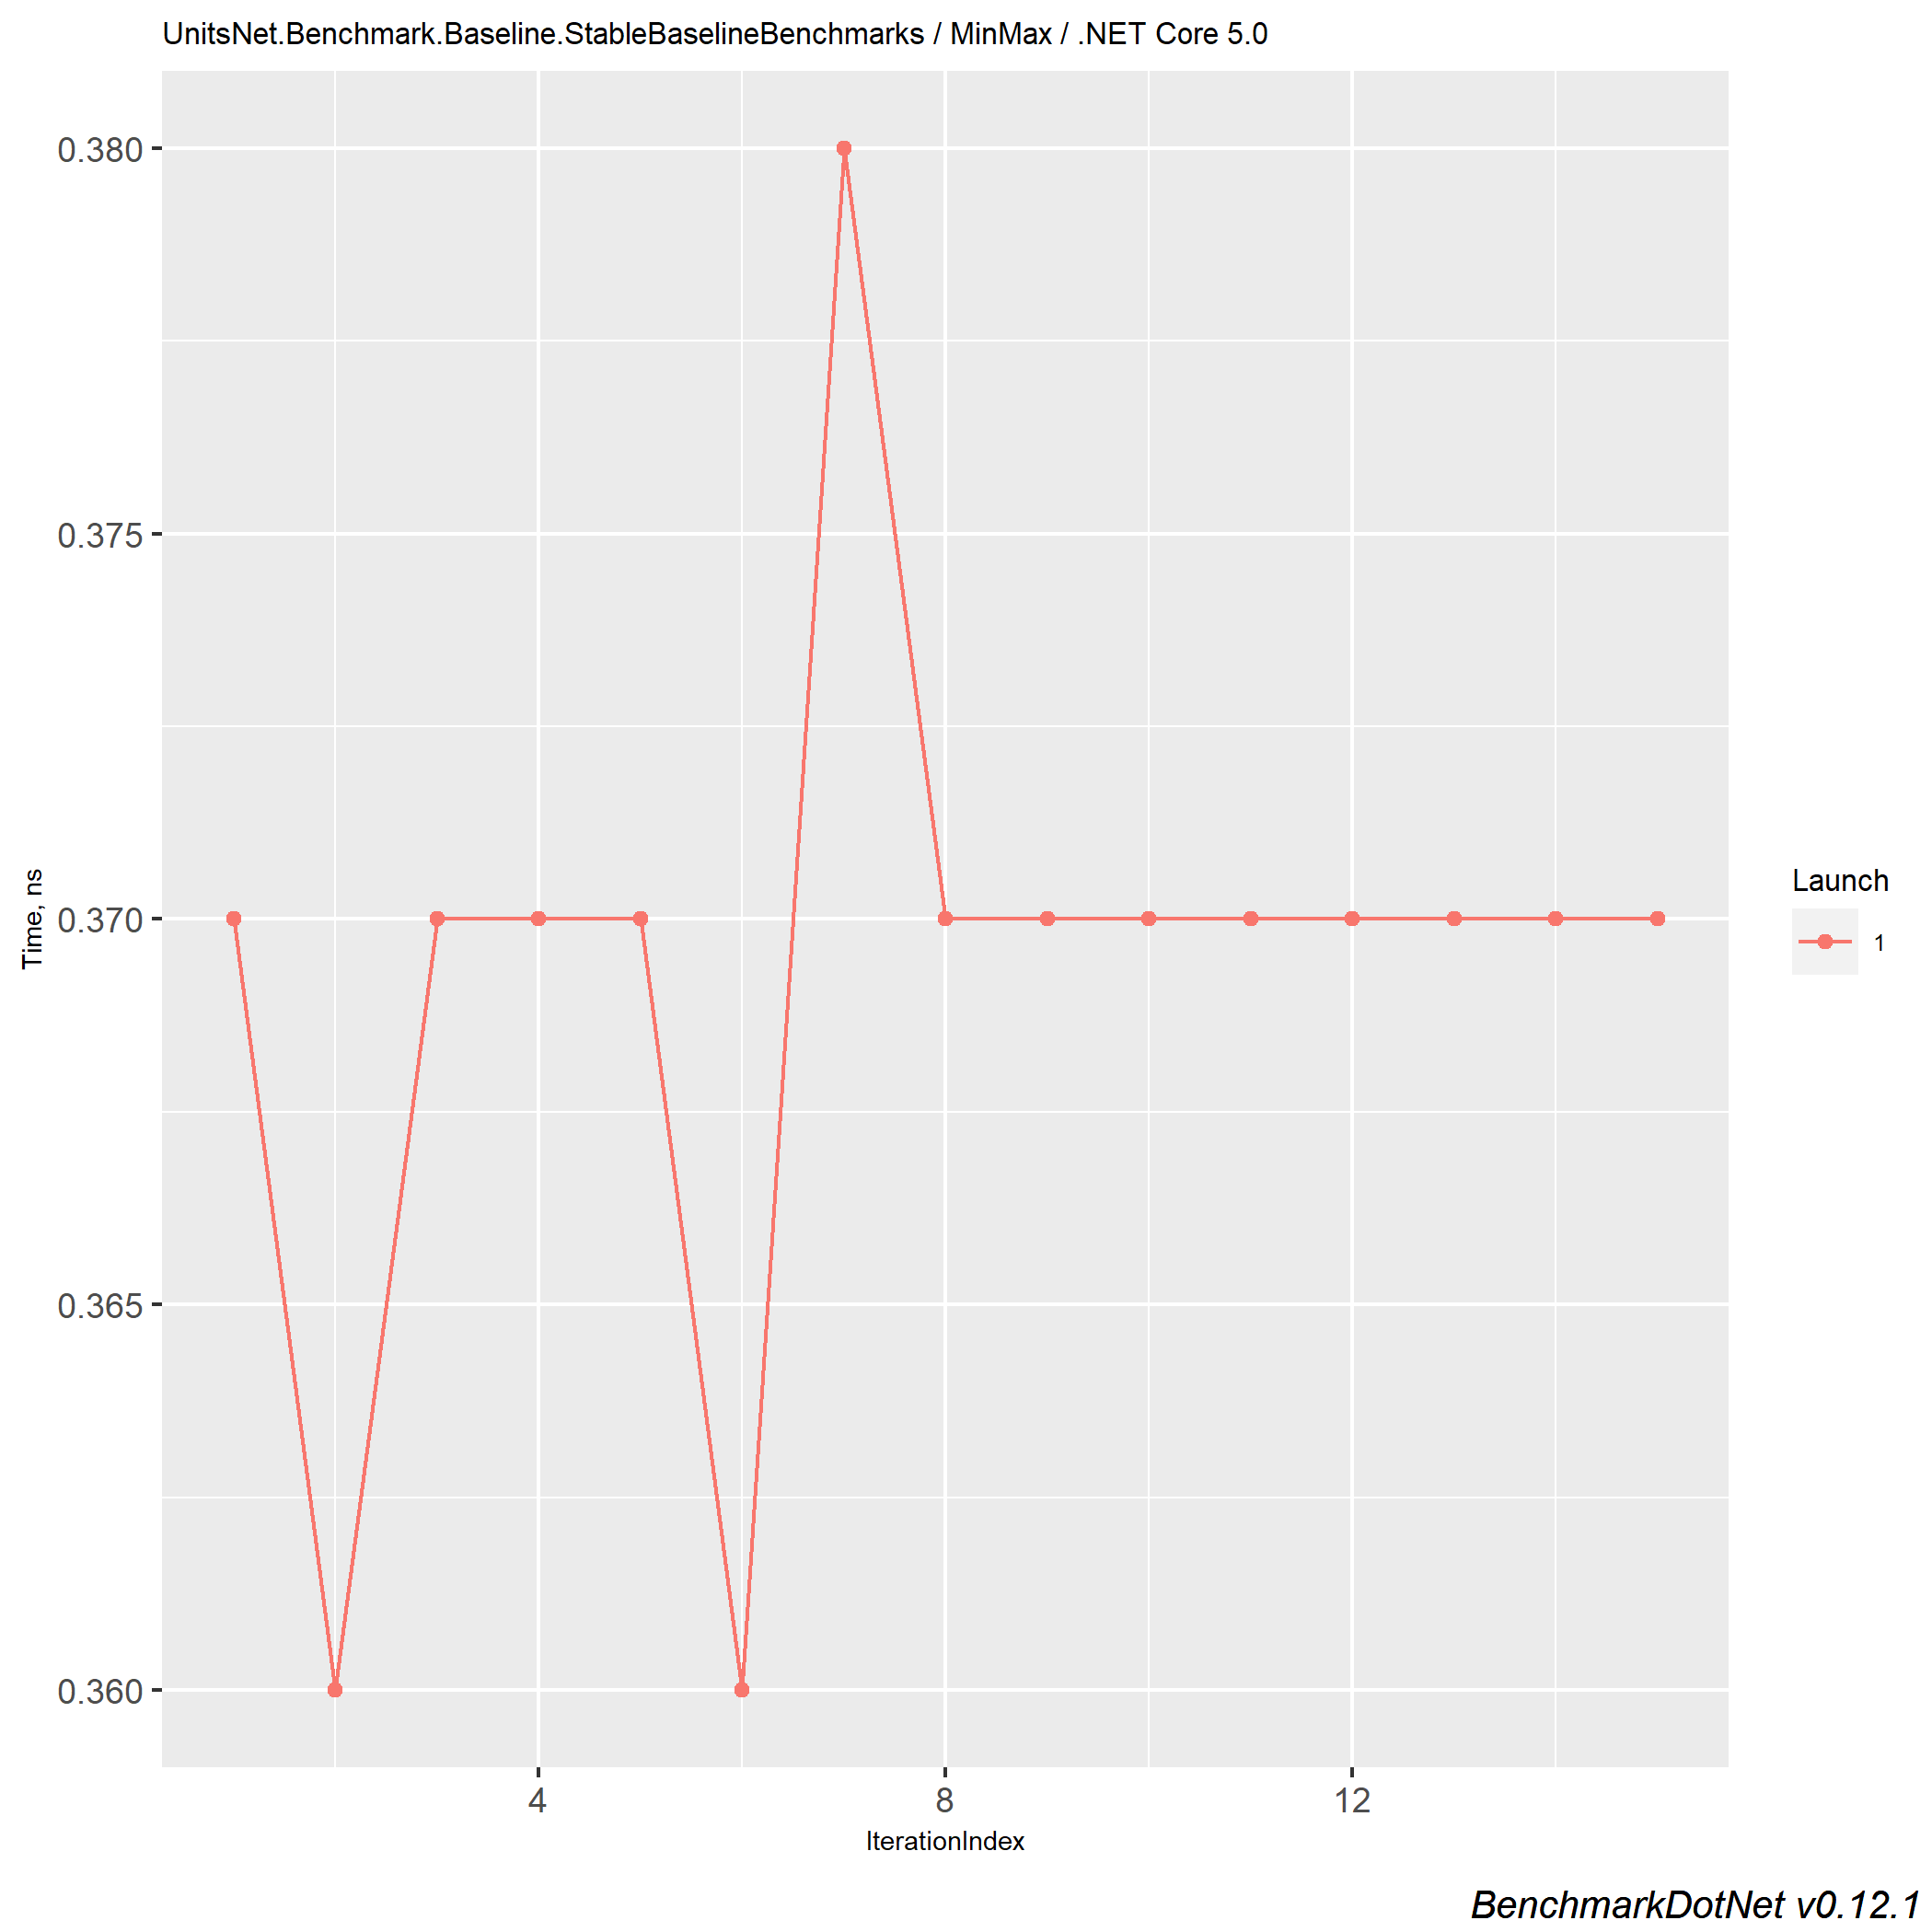 UnitsNet.Benchmark.Baseline.StableBaselineBenchmarks / MinMax / .NET Core 5.0
0.380
0.375
0.370
0.365
0.360
Time, ns
4 8 12
IterationIndex
Launch
1
BenchmarkDotNet v0.12.1